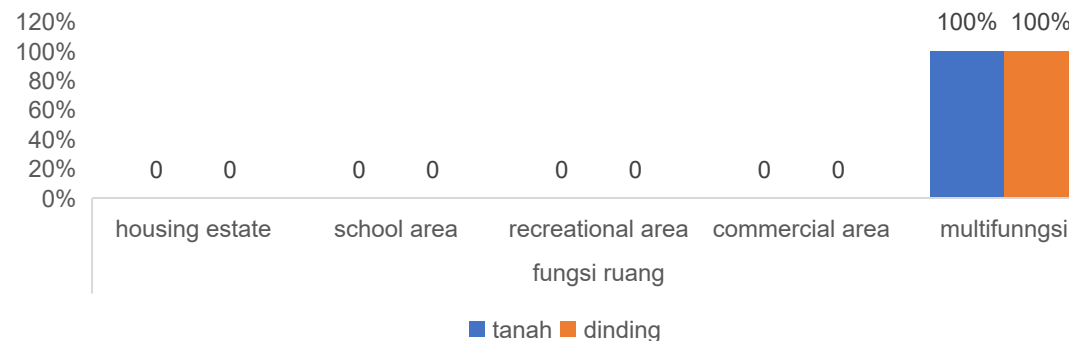 120%
100%
80%
60%
40%
20%
0%
100% 100%
0 0 0 0 0 0 0 0
housing estate school area recreational area commercial area multifunngsi
fungsi ruang
tanah dinding